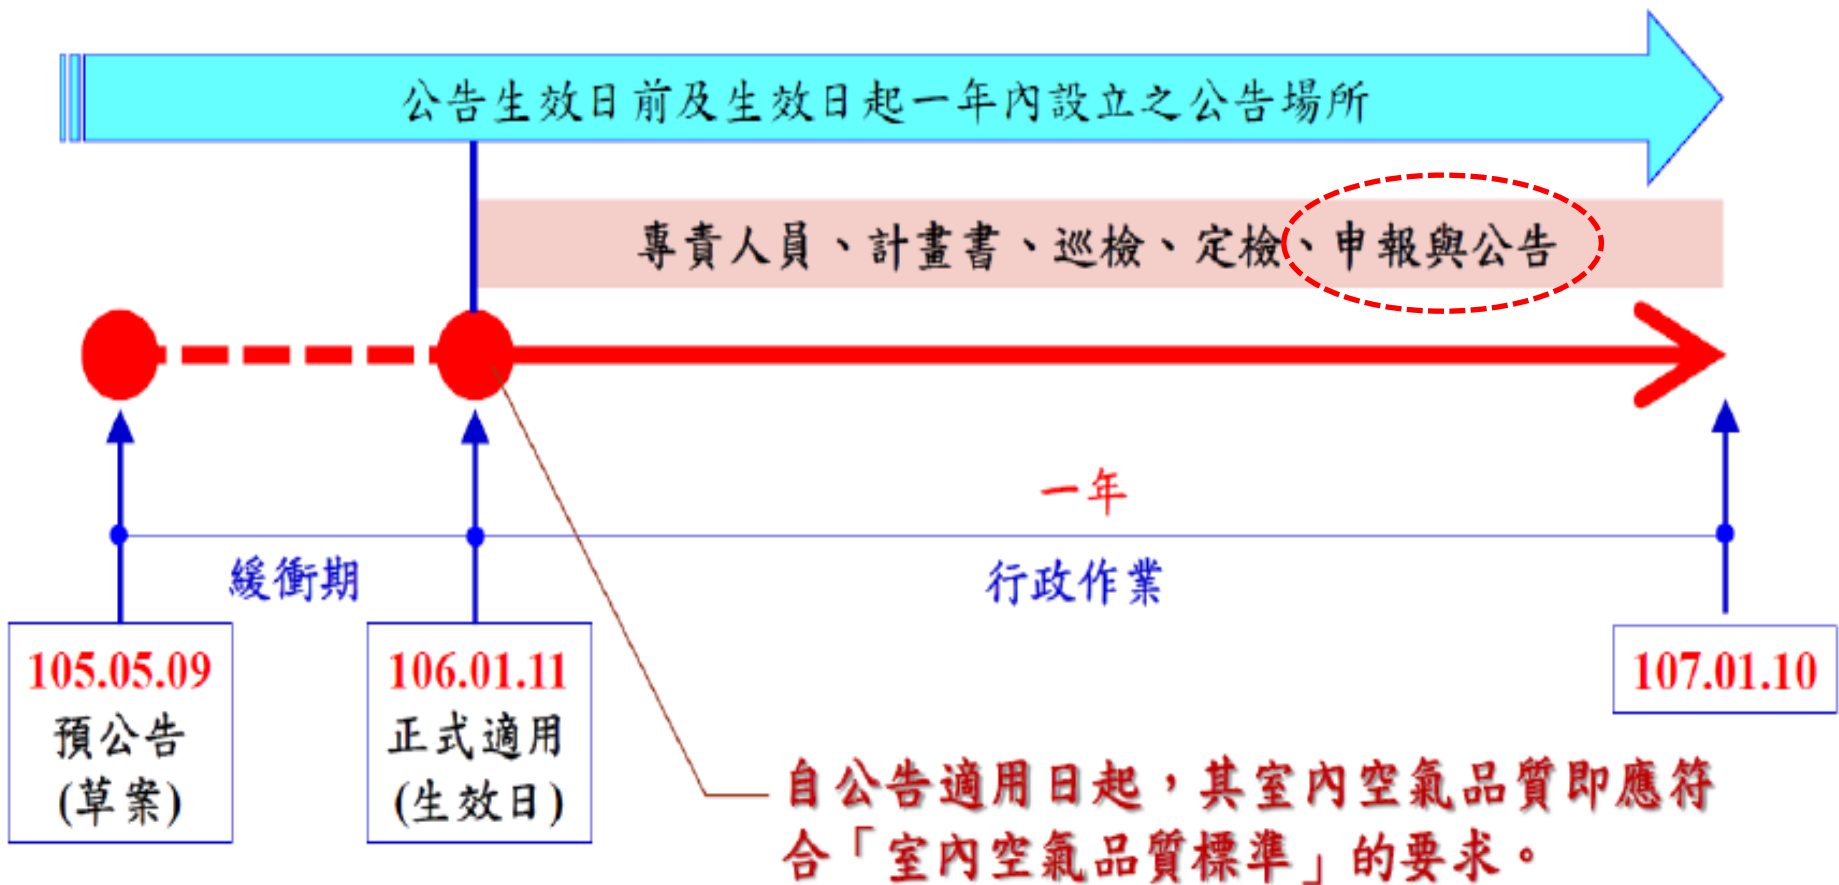 公告生效日前及生效日起一年內設立之公告場所
專責人員、計畫書、巡檢、定檢、申報與公告
一年
緩衝期
行政作業
105.05.09
預公告
(草案)
106.01.11
正式適用
(生效日)
107.01.10
自公告適用日起，其室內空氣品質即應符
合「室內空氣品質標準」的要求。